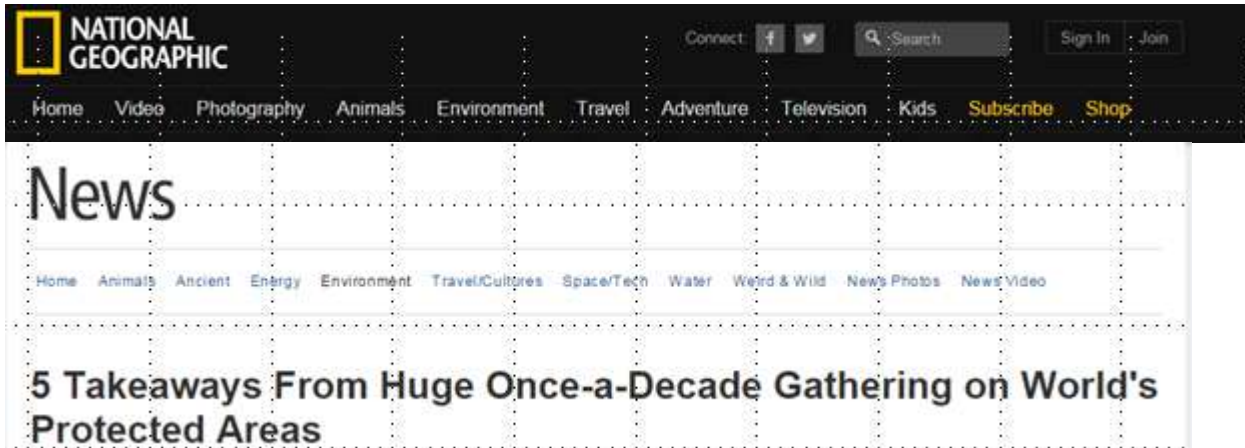 NATIONAL
GEOGRAPHIC
Connect: f Search Sign In Join
Home Video Photography Animals Environment Travel Adventure Television Kids Subscribe Shop
News
Home Animals Ancient Energy Environment Travel/Cultures Space/Tech Water Weird & Wild News Photos News Video
5 Takeaways From Huge Once-a-Decade Gathering on World's
Protected Areas